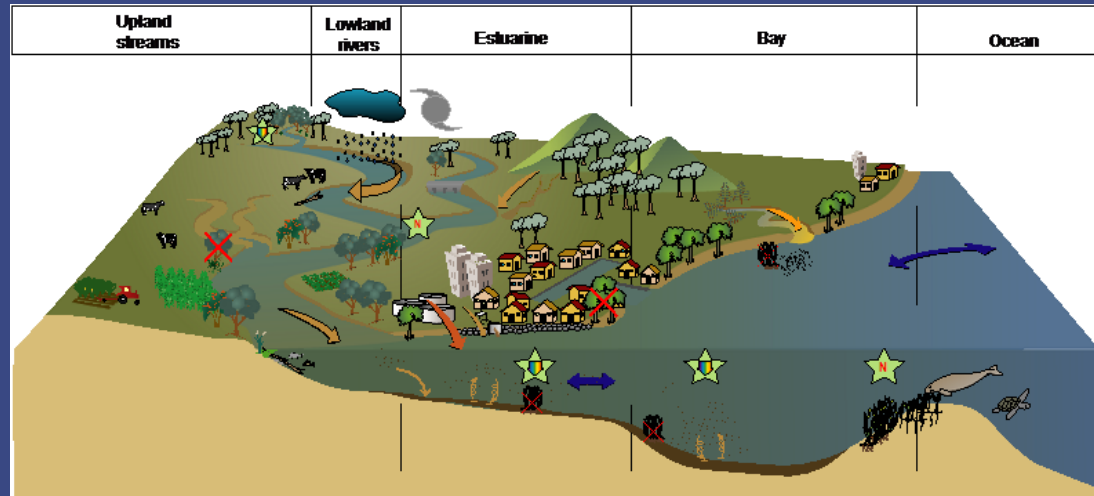 Upland
streams
Lowland
rivers
Estuarine
Bay
Ocean
N
N